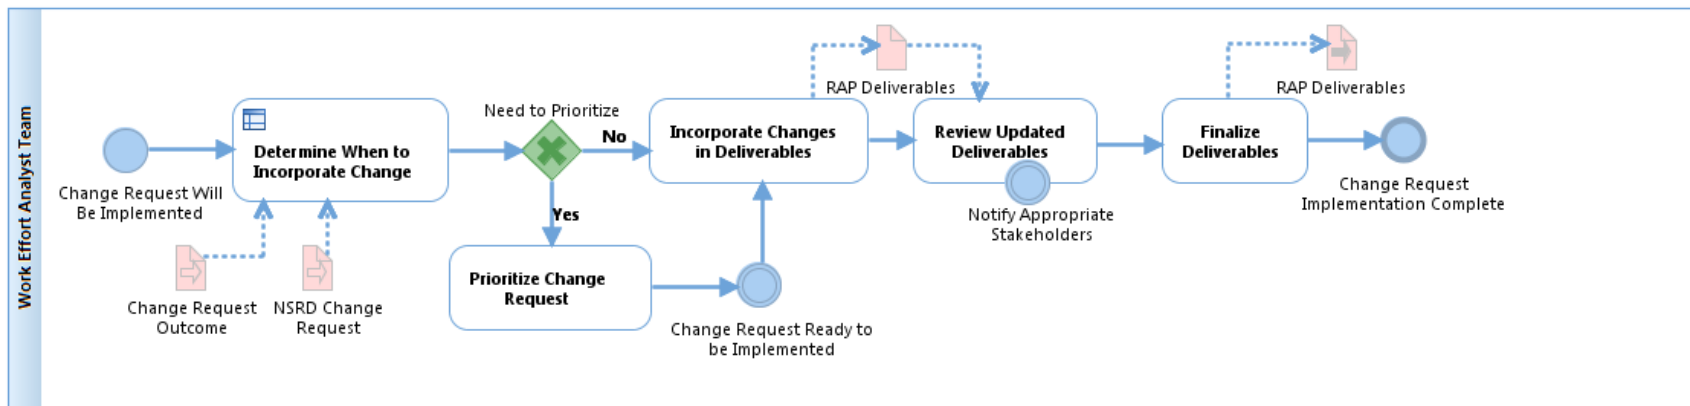 Work Effort Analyst Team
Change Request Will
Be Implemented
Determine When to
Incorporate Change
Change Request
Outcome
NSRD Change
Request
Need to Prioritize
No
Yes
Prioritize Change
Request
Change Request Ready to
be Implemented
Incorporate Changes
in Deliverables
RAP Deliverables
Review Updated
Deliverables
Notify Appropriate
Stakeholders
Finalize
Deliverables
RAP Deliverables
Change Request
Implementation Complete